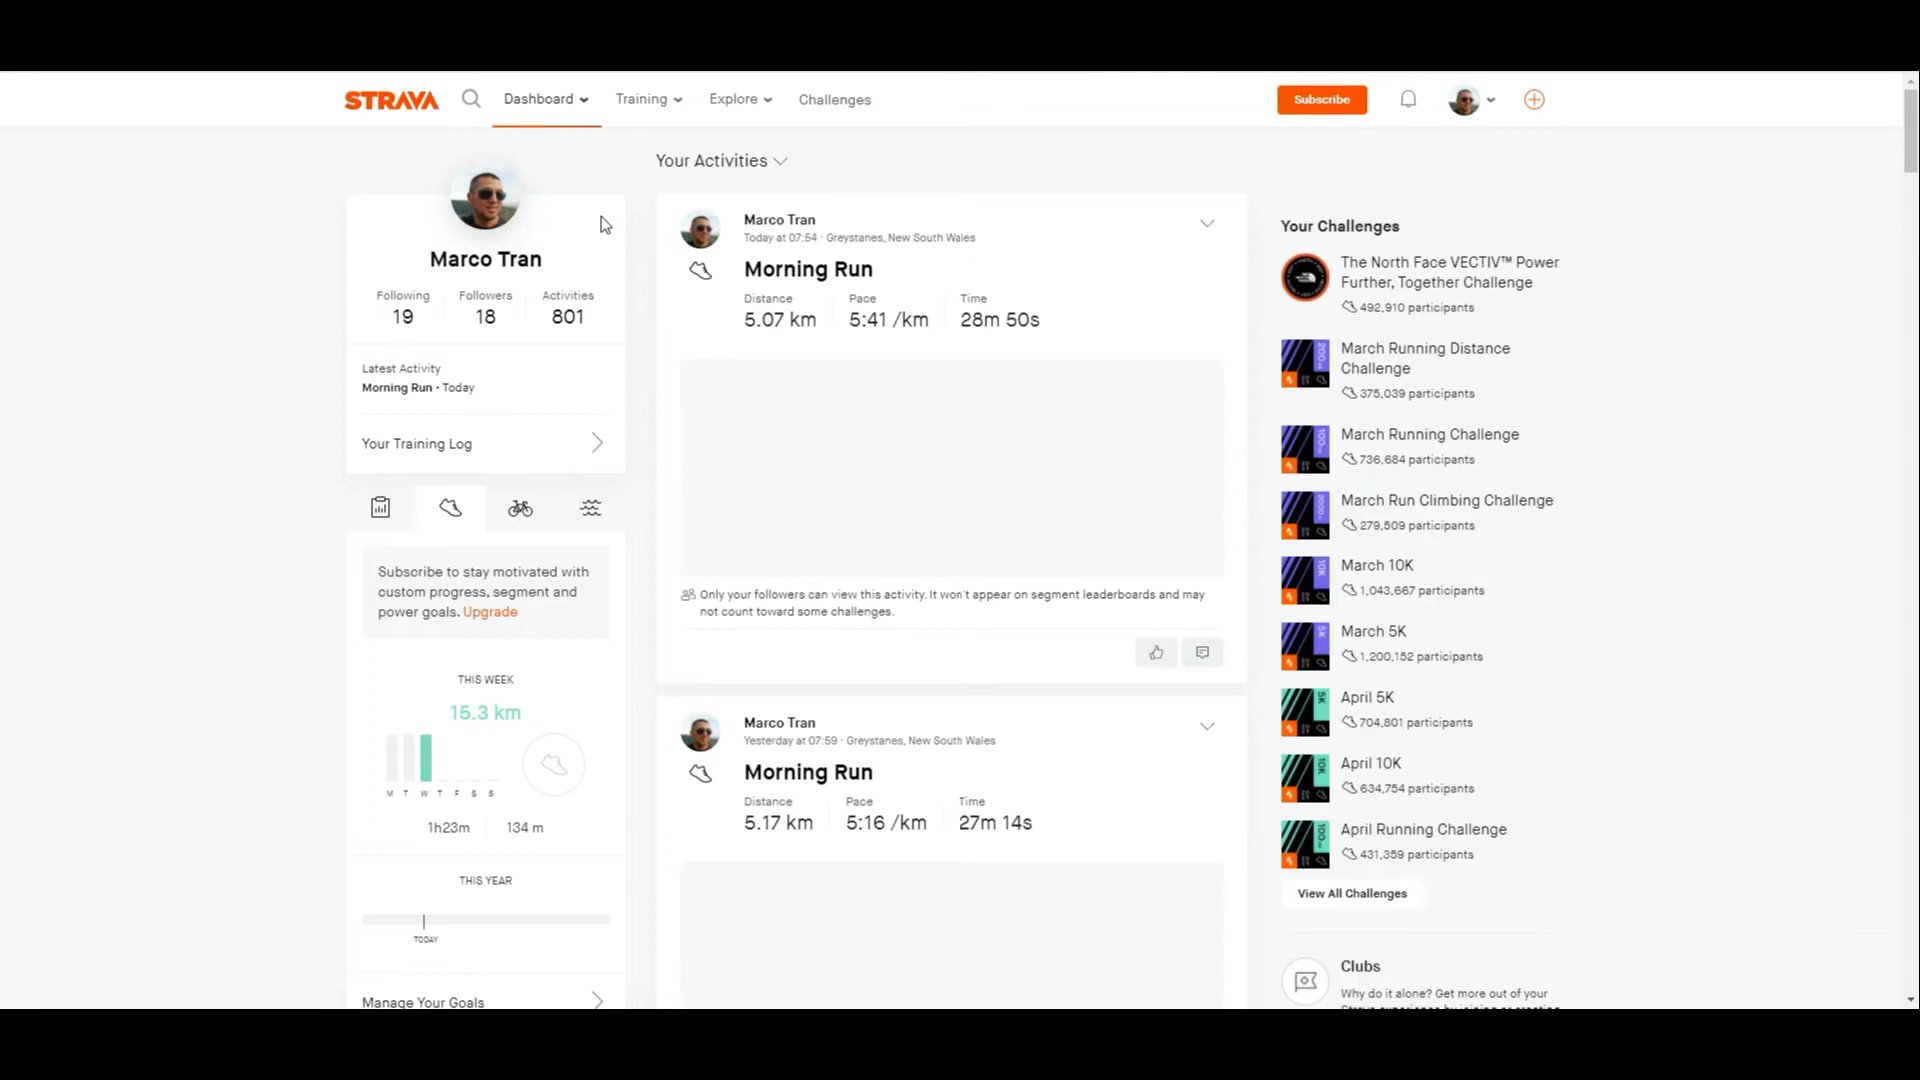 STRAVA
Dashboard
Training
Explore
Challenges
Subscribe
Marco Tran
Following
Followers
Activities
19
18
801
Latest Activity
Morning Run • Today
Your Training Log
Subscribe to stay motivated with
custom progress, segment and
power goals. Upgrade
THIS WEEK
15.3 km
M T W T F S S
1h23m
134 m
THIS YEAR
TODAY
Manage Your Goals
Your Activities
Marco Tran
Today at 07:54 · Greystanes, New South Wales
Morning Run
Distance
Pace
Time
5.07 km
5:41 /km
28m 50s
Only your followers can view this activity. It won't appear on segment leaderboards and may
not count toward some challenges.
Marco Tran
Yesterday at 07:59 · Greystanes, New South Wales
Morning Run
Distance
Pace
Time
5.17 km
5:16 /km
27m 14s
Your Challenges
The North Face VECTIV™ Power
Further, Together Challenge
492,910 participants
March Running Distance
Challenge
375,039 participants
March Running Challenge
736,684 participants
March Run Climbing Challenge
279,509 participants
March 10K
1,043,667 participants
10K
March 5K
1,200,152 participants
5K
April 5K
704,801 participants
5K
April 10K
634,754 participants
10K
April Running Challenge
431,359 participants
View All Challenges
Clubs
Why do it alone? Get more out of your